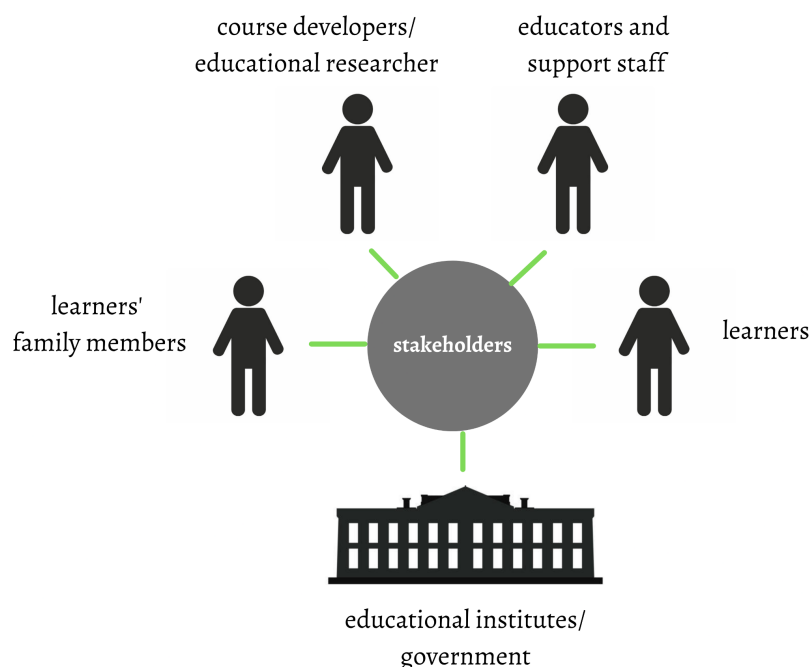 course developers/
educational researcher
educators and
support staff
learners'
family members
stakeholders
learners
educational institutes/
government